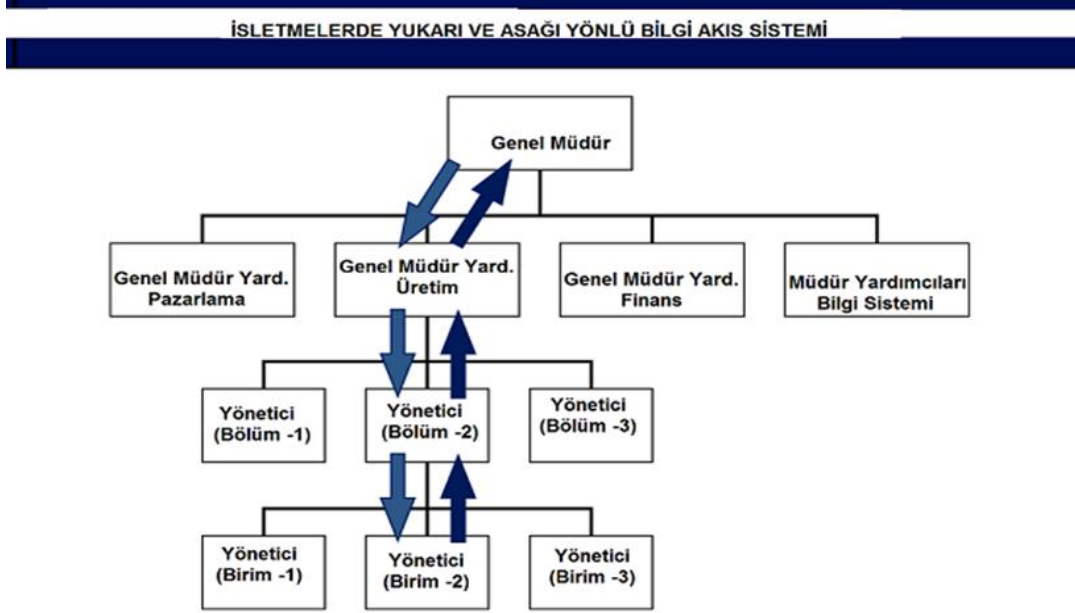 İSLETMELERDE YUKARI VE ASAĞI YÖNLÜ BİLGİ AKIS SİSTEMİ
Genel Müdür
Genel Müdür Yard.
Pazarlama
Genel Müdür Yard.
Üretim
Genel Müdür Yard.
Finans
Müdür Yardımcıları
Bilgi Sistemi
Yönetici
(Bölüm -1)
Yönetici
(Bölüm -2)
Yönetici
(Bölüm -3)
Yönetici
(Birim -1)
Yönetici
(Birim -2)
Yönetici
(Birim -3)